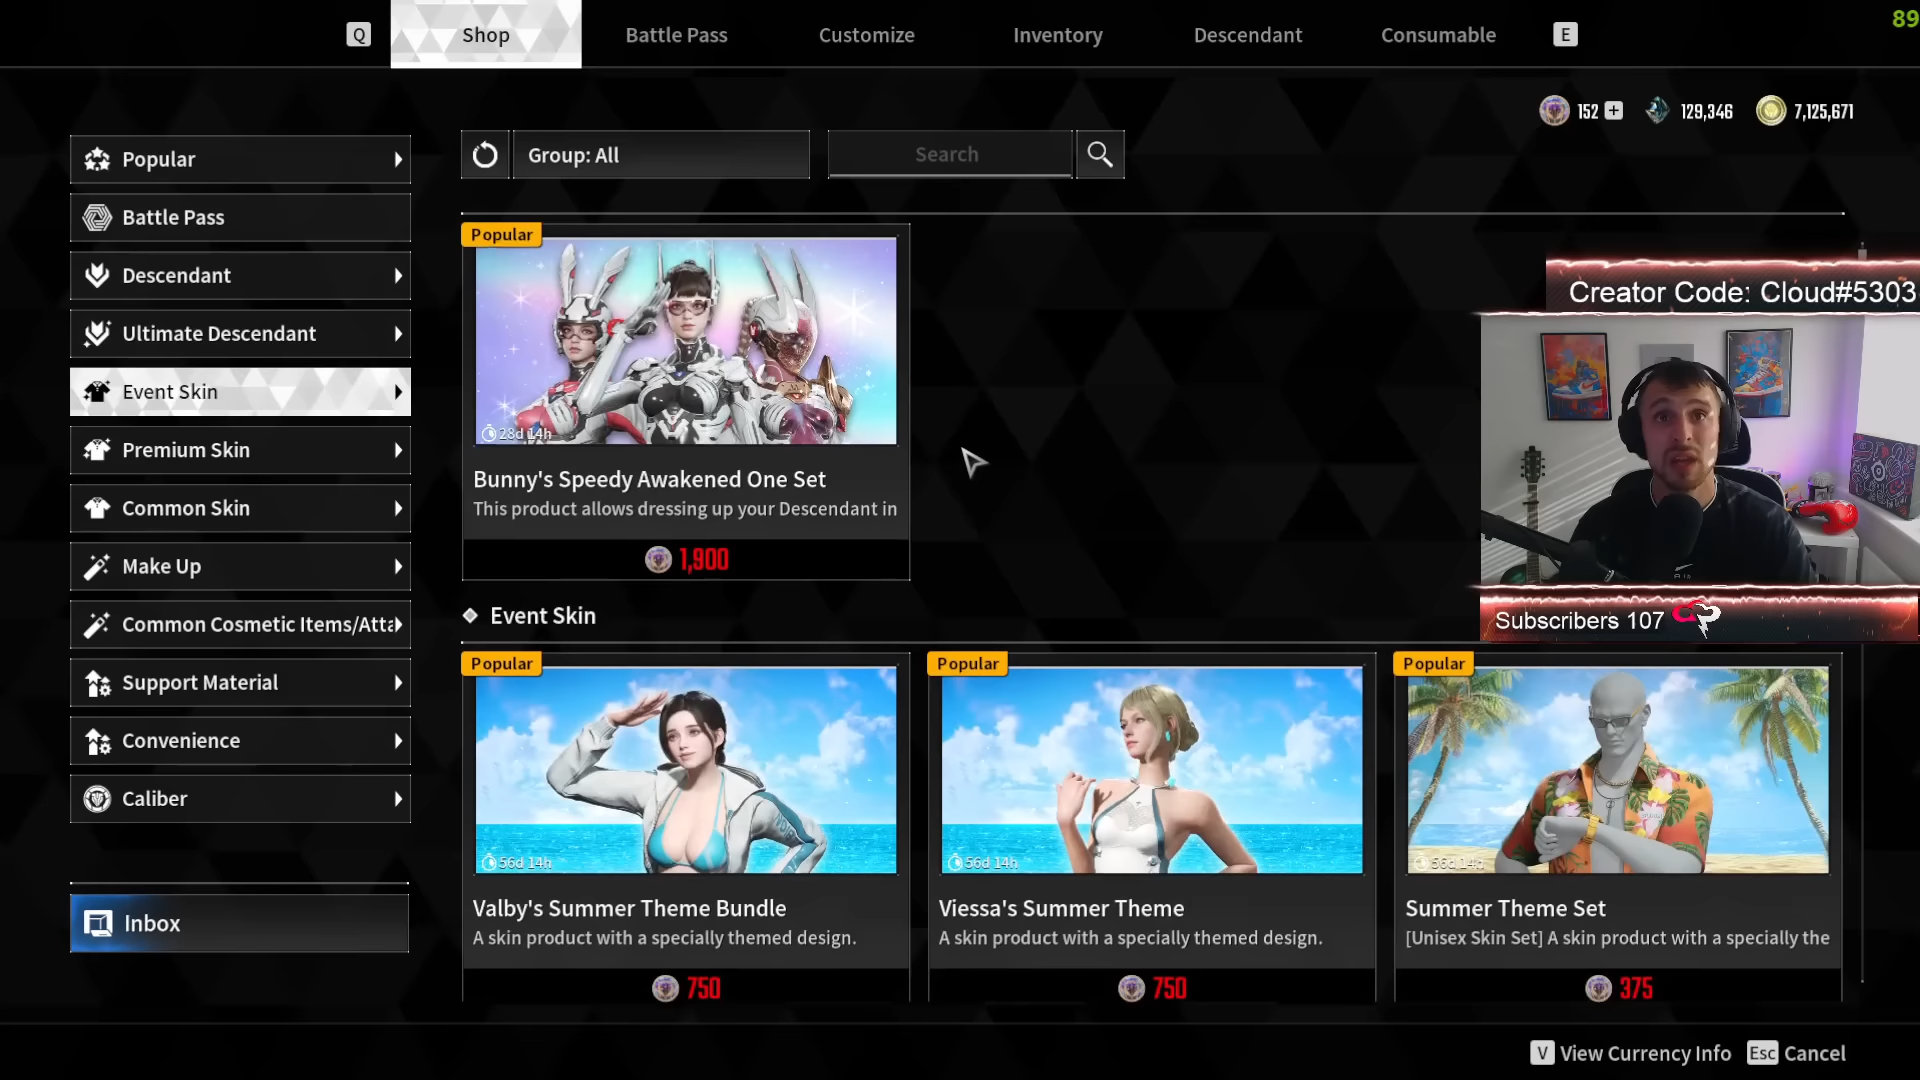 Q
Shop
Battle Pass
Customize
Inventory
Descendant
Consumable
E
89
152
129,346
7,125,671
Popular
Battle Pass
Descendant
Ultimate Descendant
Event Skin
Premium Skin
Common Skin
Make Up
Common Cosmetic Items/Atta
Support Material
Convenience
Caliber
Inbox
Group: All
Search
Popular
28d 14h
Bunny's Speedy Awakened One Set
This product allows dressing up your Descendant in
1,900
Creator Code: Cloud#5303
Subscribers 107
Event Skin
Popular
56d 14h
Valby's Summer Theme Bundle
A skin product with a specially themed design.
750
Popular
56d 14h
Viessa's Summer Theme
A skin product with a specially themed design.
750
Popular
56d 14h
Summer Theme Set
[Unisex Skin Set] A skin product with a specially the
375
V View Currency Info
Esc Cancel